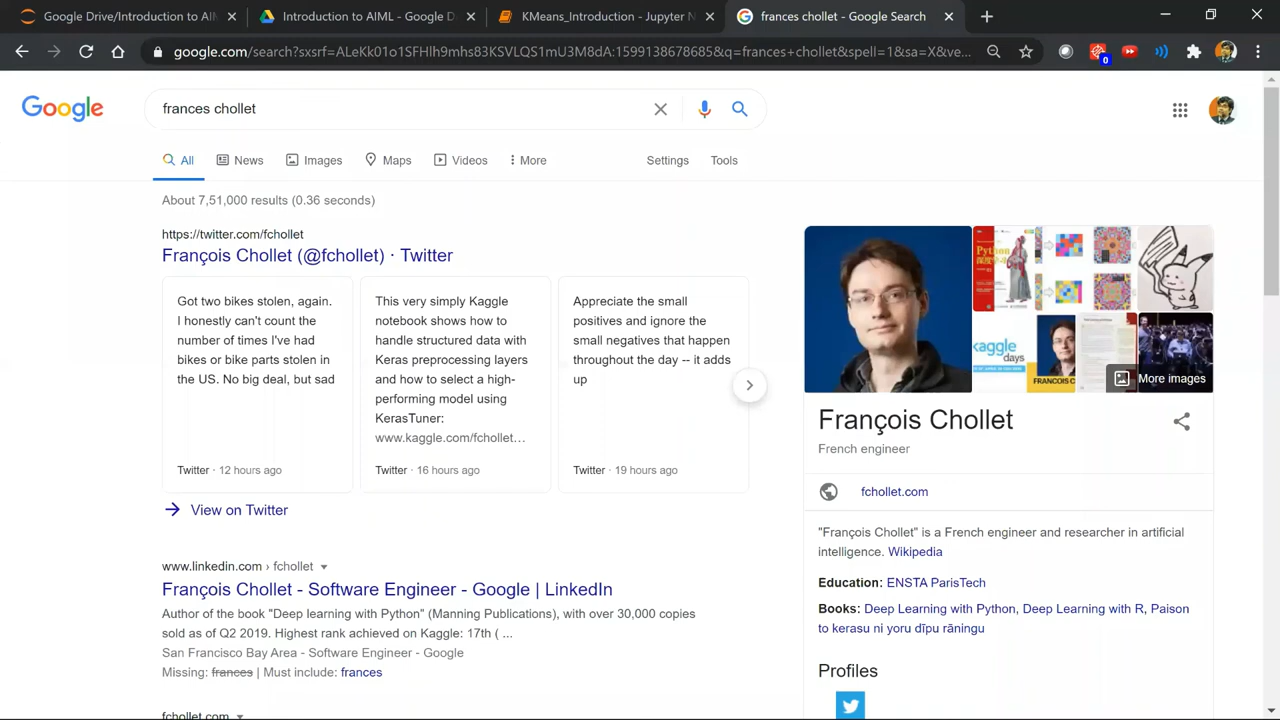 Google Drive/Introduction to AIM
Introduction to AIML - Google D
KMeans_Introduction - Jupyter N
frances chollet - Google Search
google.com/search?sxsrf=ALeKk01o1SFHlh9mhs83KSVLQS1mU3M8dA:1599138678685&q=frances+chollet&spell=1&sa=X&ve...
0
Google
frances chollet
All
News
Images
Maps
Videos
More
Settings
Tools
About 7,51,000 results (0.36 seconds)
https://twitter.com/fchollet
François Chollet (@fchollet) · Twitter
Got two bikes stolen, again.
I honestly can't count the
number of times I've had
bikes or bike parts stolen in
the US. No big deal, but sad
Twitter · 12 hours ago
This very simply Kaggle
notebook shows how to
handle structured data with
Keras preprocessing layers
and how to select a high-
performing model using
KerasTuner:
www.kaggle.com/fchollet...
Twitter · 16 hours ago
Appreciate the small
positives and ignore the
small negatives that happen
throughout the day -- it adds
up
Twitter · 19 hours ago
View on Twitter
www.linkedin.com › fchollet
François Chollet - Software Engineer - Google | LinkedIn
Author of the book "Deep learning with Python" (Manning Publications), with over 30,000 copies
sold as of Q2 2019. Highest rank achieved on Kaggle: 17th ( ...
San Francisco Bay Area - Software Engineer - Google
Missing: frances | Must include: frances
fchollet.com
Python
kaggle
days
FRANCOIS C
More images
François Chollet
French engineer
fchollet.com
"François Chollet" is a French engineer and researcher in artificial
intelligence. Wikipedia
Education: ENSTA ParisTech
Books: Deep Learning with Python, Deep Learning with R, Paison
to kerasu ni yoru dīpu rāningu
Profiles